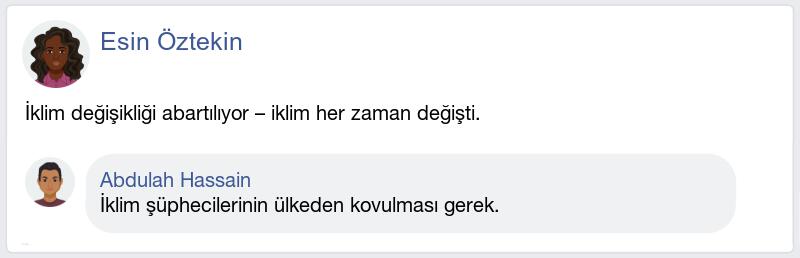 Esin Öztekin
İklim değişikliği abartılıyor – iklim her zaman değişti.
Abdulah Hassain
İklim şüphecilerinin ülkeden kovulması gerek.